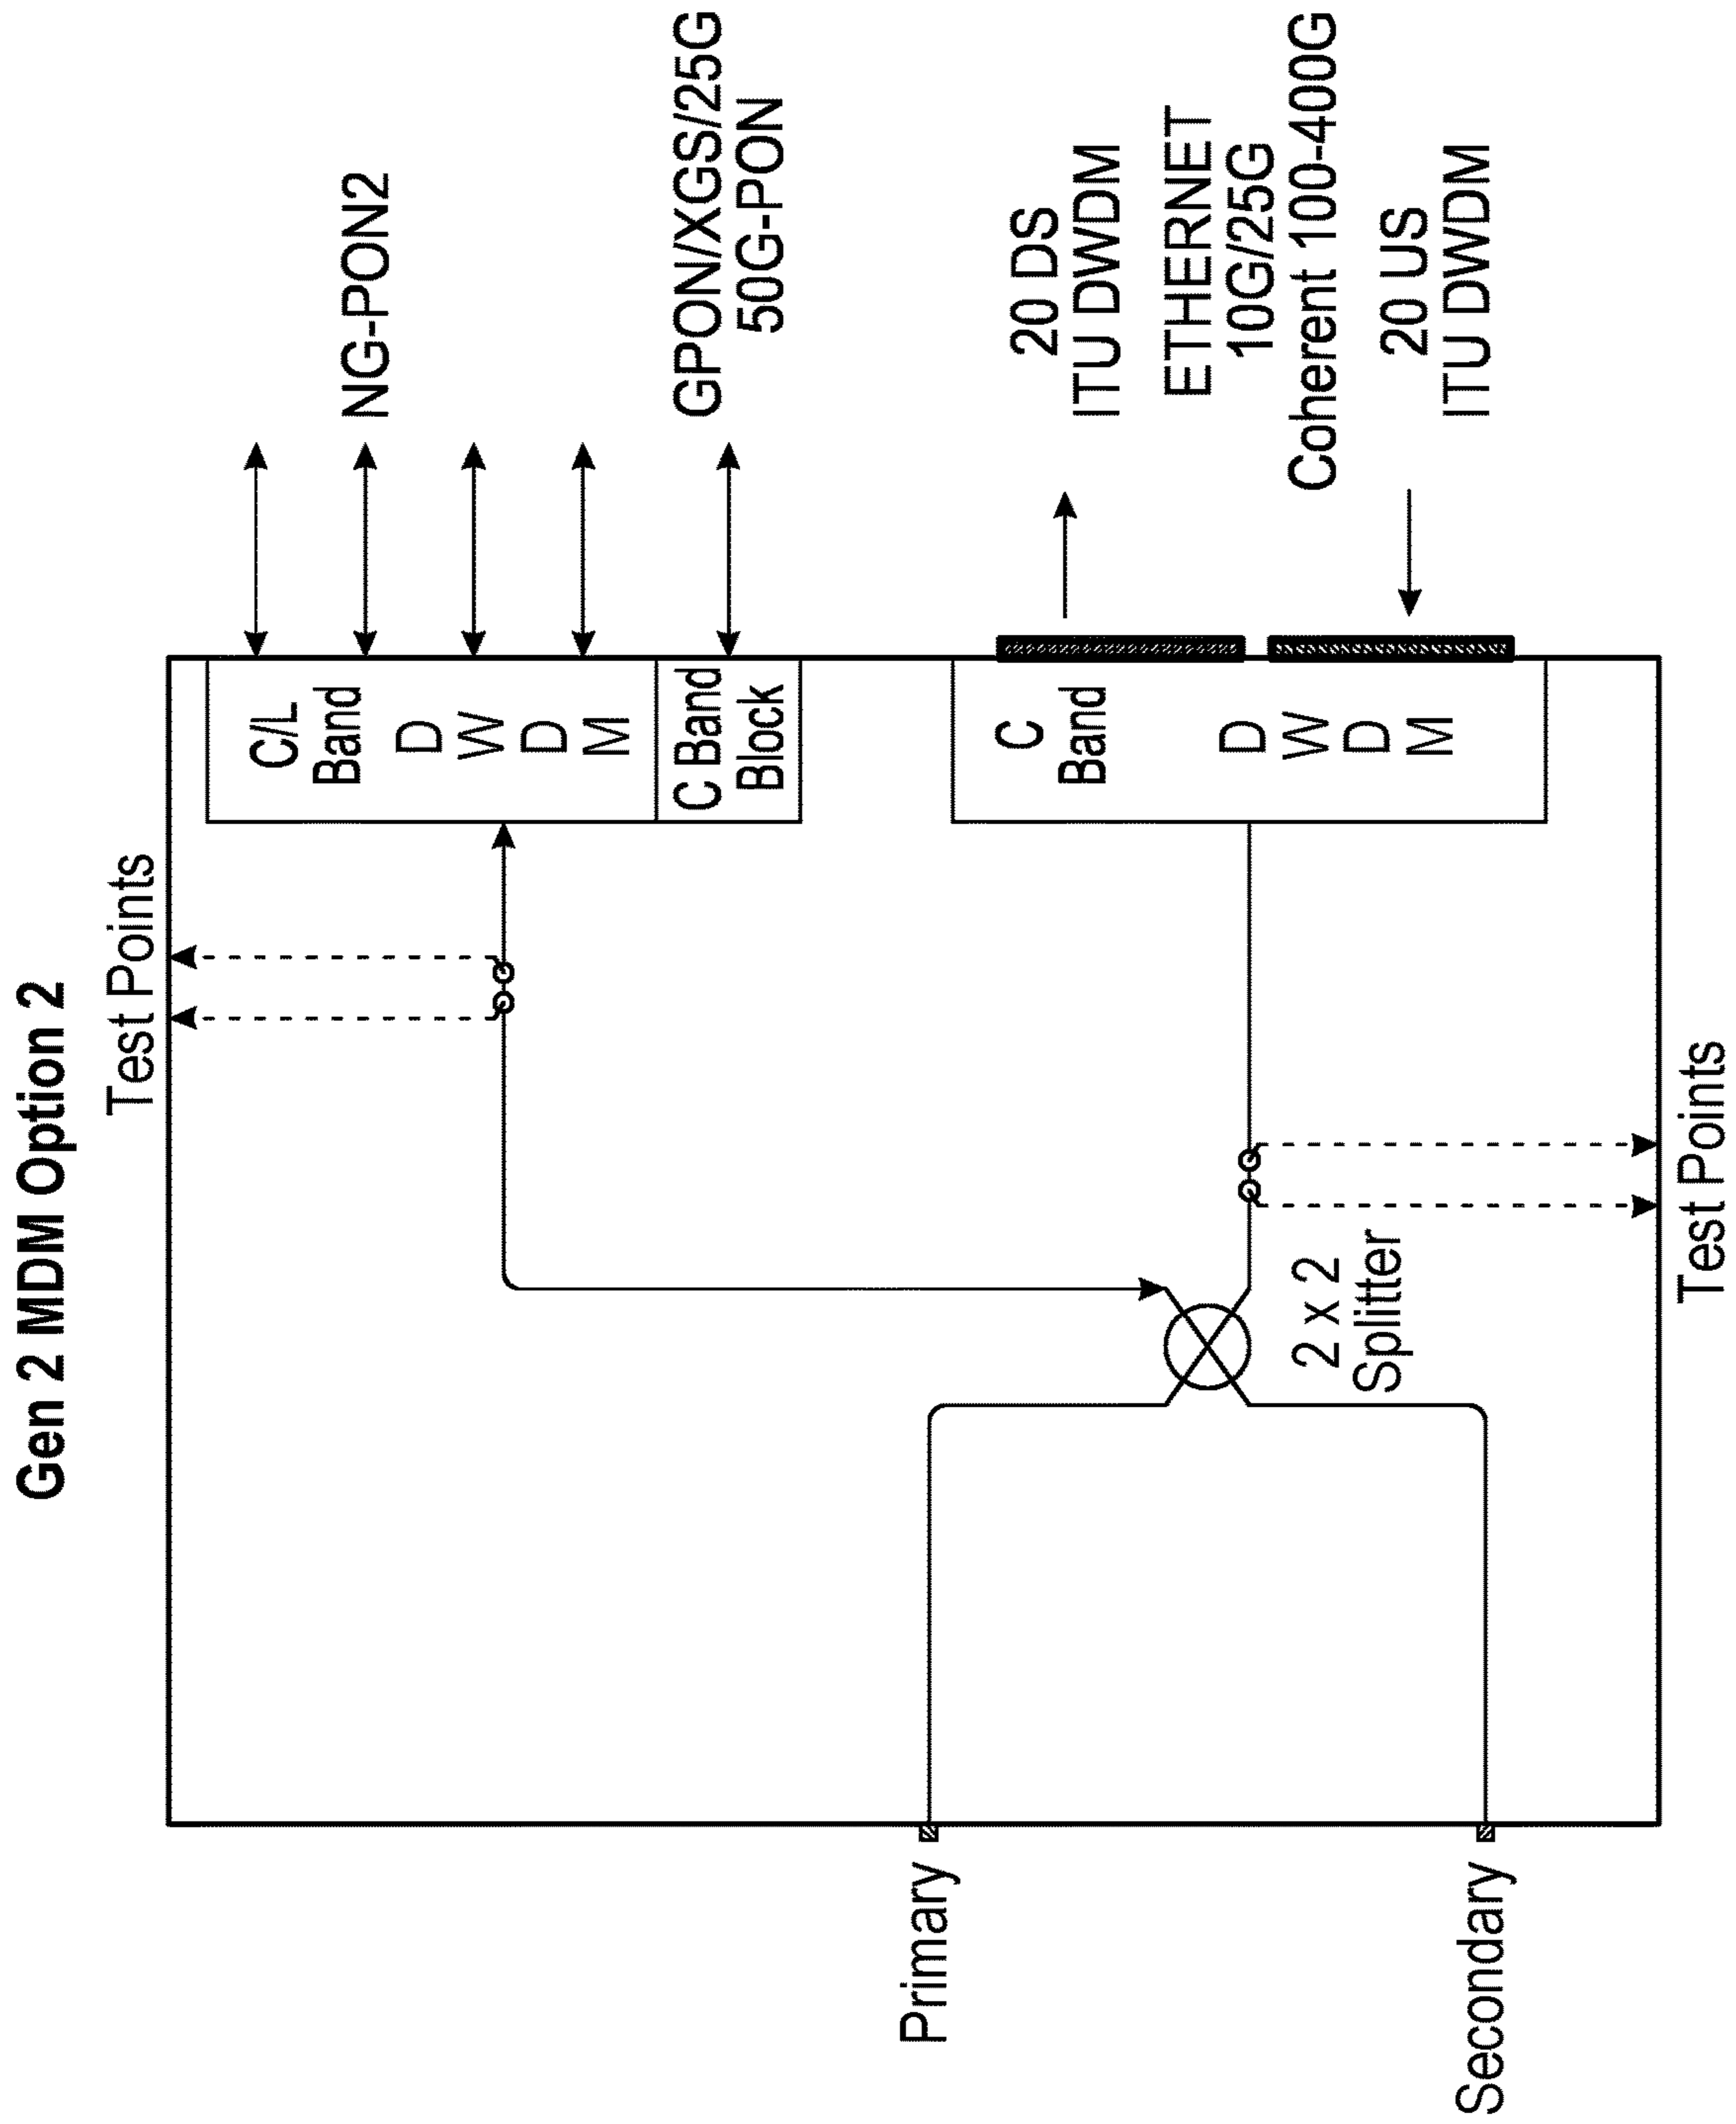 Gen 2 MDM Option 2
Test Points
C/L
Band
D
W
D
M
C Band
Block
NG-PON2
GPON/XGS/25G
50G-PON
C
Band
D
W
D
M
20 DS
ITU DWDM
ETHERNET
10G/25G
Coherent 100-400G
20 US
ITU DWDM
Primary
Secondary
2 x 2
Splitter
Test Points